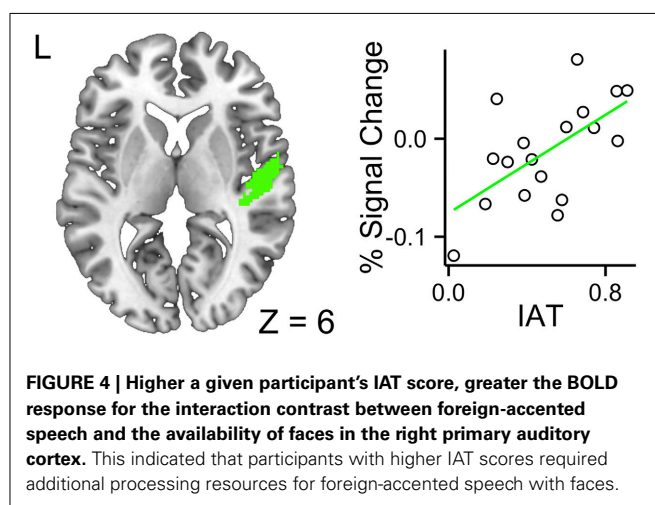 L
Z = 6
% Signal Change
0.0
-0.1
0.0 0.8
IAT
FIGURE 4 | Higher a given participant's IAT score, greater the BOLD
response for the interaction contrast between foreign-accented
speech and the availability of faces in the right primary auditory
cortex. This indicated that participants with higher IAT scores required
additional processing resources for foreign-accented speech with faces.